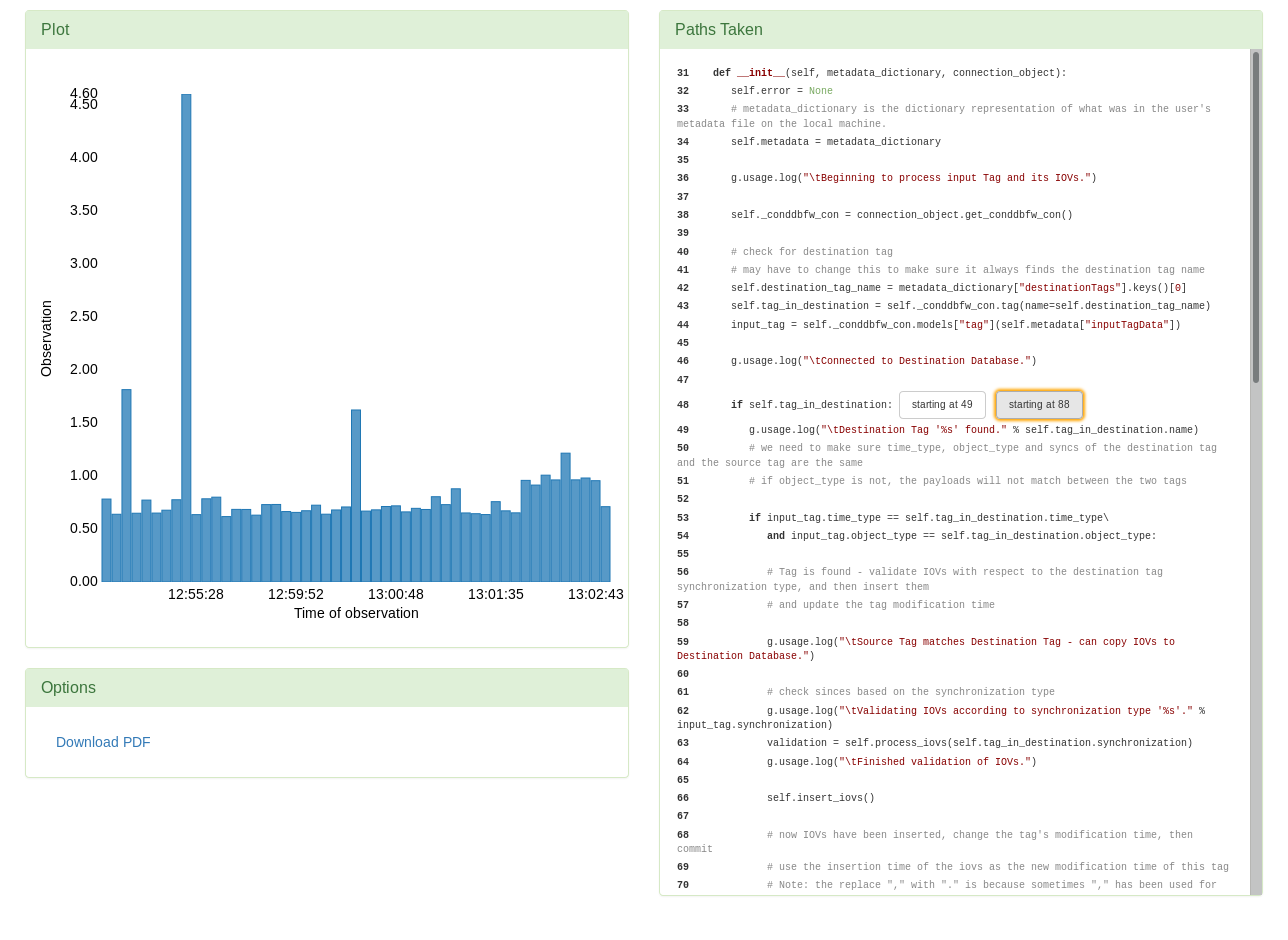 Plot
4.60
4.50
4.00
3.50
3.00
2.50
2.00
1.50
1.00
0.50
0.00
Observation
12:55:28 12:59:52 13:00:48 13:01:35 13:02:43
Time of observation
Options
Download PDF
Paths Taken
31 def __init__(self, metadata_dictionary, connection_object):
32 self.error = None
33 # metadata_dictionary is the dictionary representation of what was in the user's
metadata file on the local machine.
34 self.metadata = metadata_dictionary
35
36 g.usage.log("\tBeginning to process input Tag and its IOVs.")
37
38 self._conddbfw_con = connection_object.get_conddbfw_con()
39
40 # check for destination tag
41 # may have to change this to make sure it always finds the destination tag name
42 self.destination_tag_name = metadata_dictionary["destinationTags"].keys()[0]
43 self.tag_in_destination = self._conddbfw_con.tag(name=self.destination_tag_name)
44 input_tag = self._conddbfw_con.models["tag"](self.metadata["inputTagData"])
45
46 g.usage.log("\tConnected to Destination Database.")
47
48 if self.tag_in_destination: starting at 49 starting at 88
49 g.usage.log("\tDestination Tag '%s' found." % self.tag_in_destination.name)
50 # we need to make sure time_type, object_type and syncs of the destination tag
and the source tag are the same
51 # if object_type is not, the payloads will not match between the two tags
52
53 if input_tag.time_type == self.tag_in_destination.time_type\
54 and input_tag.object_type == self.tag_in_destination.object_type:
55
56 # Tag is found - validate IOVs with respect to the destination tag
synchronization type, and then insert them
57 # and update the tag modification time
58
59 g.usage.log("\tSource Tag matches Destination Tag - can copy IOVs to
Destination Database.")
60
61 # check sinces based on the synchronization type
62 g.usage.log("\tValidating IOVs according to synchronization type '%s'." %
input_tag.synchronization)
63 validation = self.process_iovs(self.tag_in_destination.synchronization)
64 g.usage.log("\tFinished validation of IOVs.")
65
66 self.insert_iovs()
67
68 # now IOVs have been inserted, change the tag's modification time, then
commit
69 # use the insertion time of the iovs as the new modification time of this tag
70 # Note: the replace "," with "." is because sometimes "," has been used for